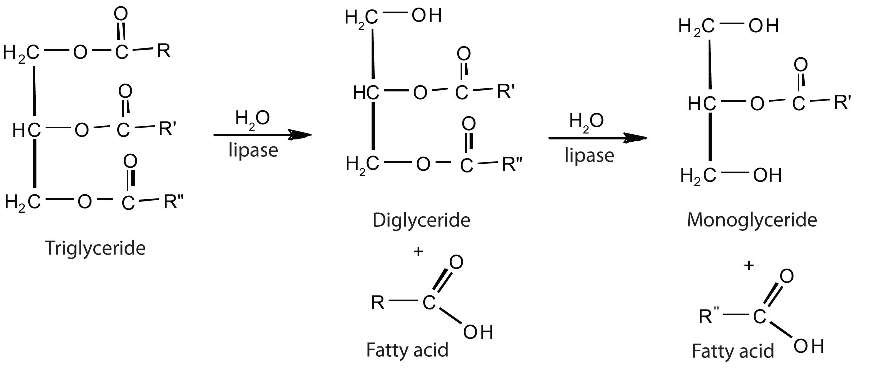 O
H₂C—O—C—R
O
HC—O—C—R'
O
H₂C—O—C—R"
Triglyceride
H₂O
lipase
H₂C—OH
O
HC—O—C—R'
O
H₂C—O—C—R"
Diglyceride
+
O
R—C
OH
Fatty acid
H₂O
lipase
H₂C—OH
O
HC—O—C—R'
H₂C—OH
Monoglyceride
+
O
R"—C
OH
Fatty acid